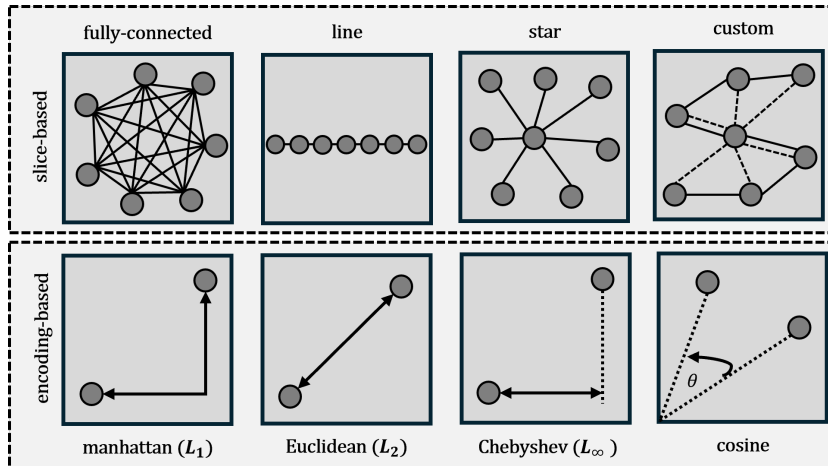 fully-connected
line
star
custom
slice-based
encoding-based
θ
manhattan (L₁)
Euclidean (L₂)
Chebyshev (L∞)
cosine